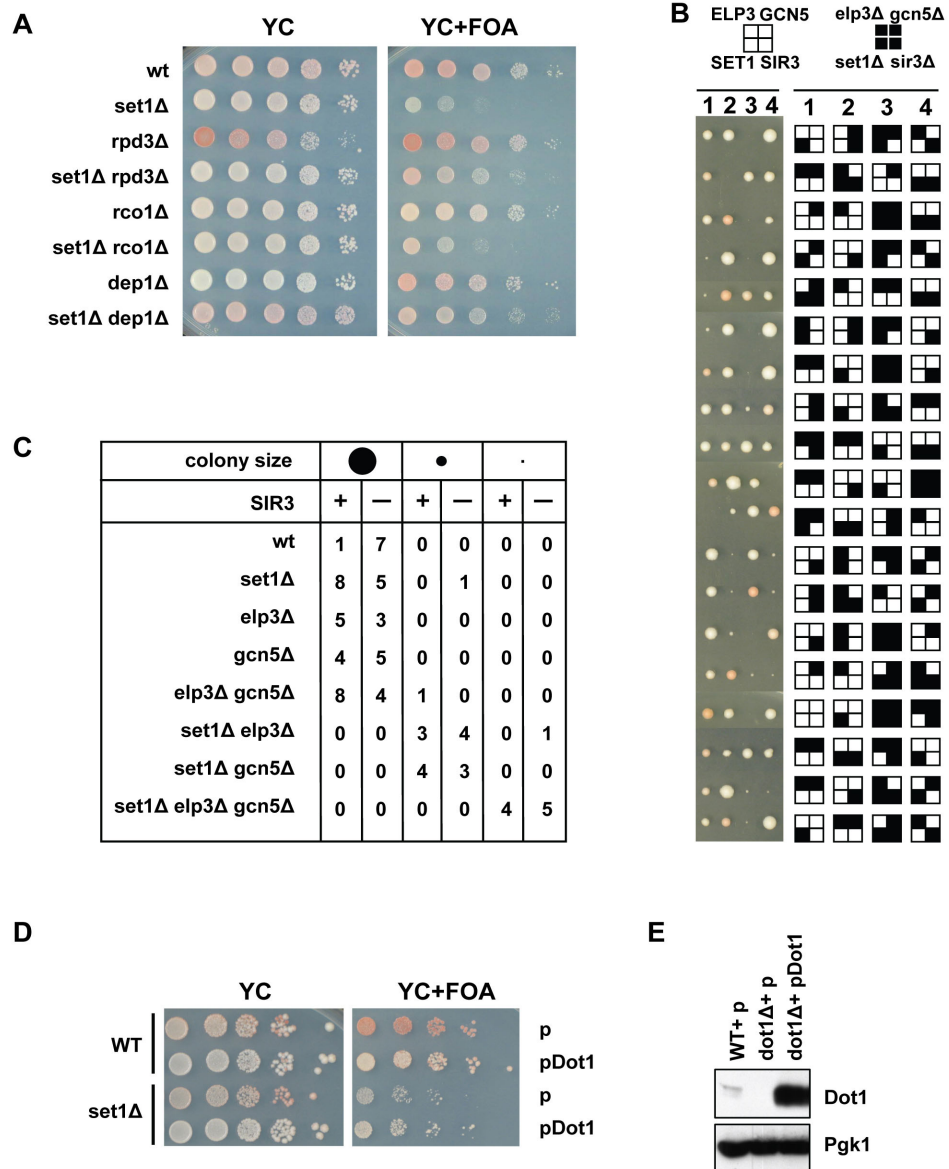 A
YC YC+FOA
wt
set1Δ
rpd3Δ
set1Δ rpd3Δ
rco1Δ
set1Δ rco1Δ
dep1Δ
set1Δ dep1Δ
B
ELP3 GCN5 elp3Δ gcn5Δ
SET1 SIR3 set1Δ sir3Δ
1 2 3 4 1 2 3 4
C
colony size
SIR3 + — + — + —
wt 1 7 0 0 0 0
set1Δ 8 5 0 1 0 0
elp3Δ 5 3 0 0 0 0
gcn5Δ 4 5 0 0 0 0
elp3Δ gcn5Δ 8 4 1 0 0 0
set1Δ elp3Δ 0 0 3 4 0 1
set1Δ gcn5Δ 0 0 4 3 0 0
set1Δ elp3Δ gcn5Δ 0 0 0 0 4 5
D
YC YC+FOA
WT
p
pDot1
set1Δ
p
pDot1
E
WT+ p
dot1Δ+ p
dot1Δ+ pDot1
Dot1
Pgk1